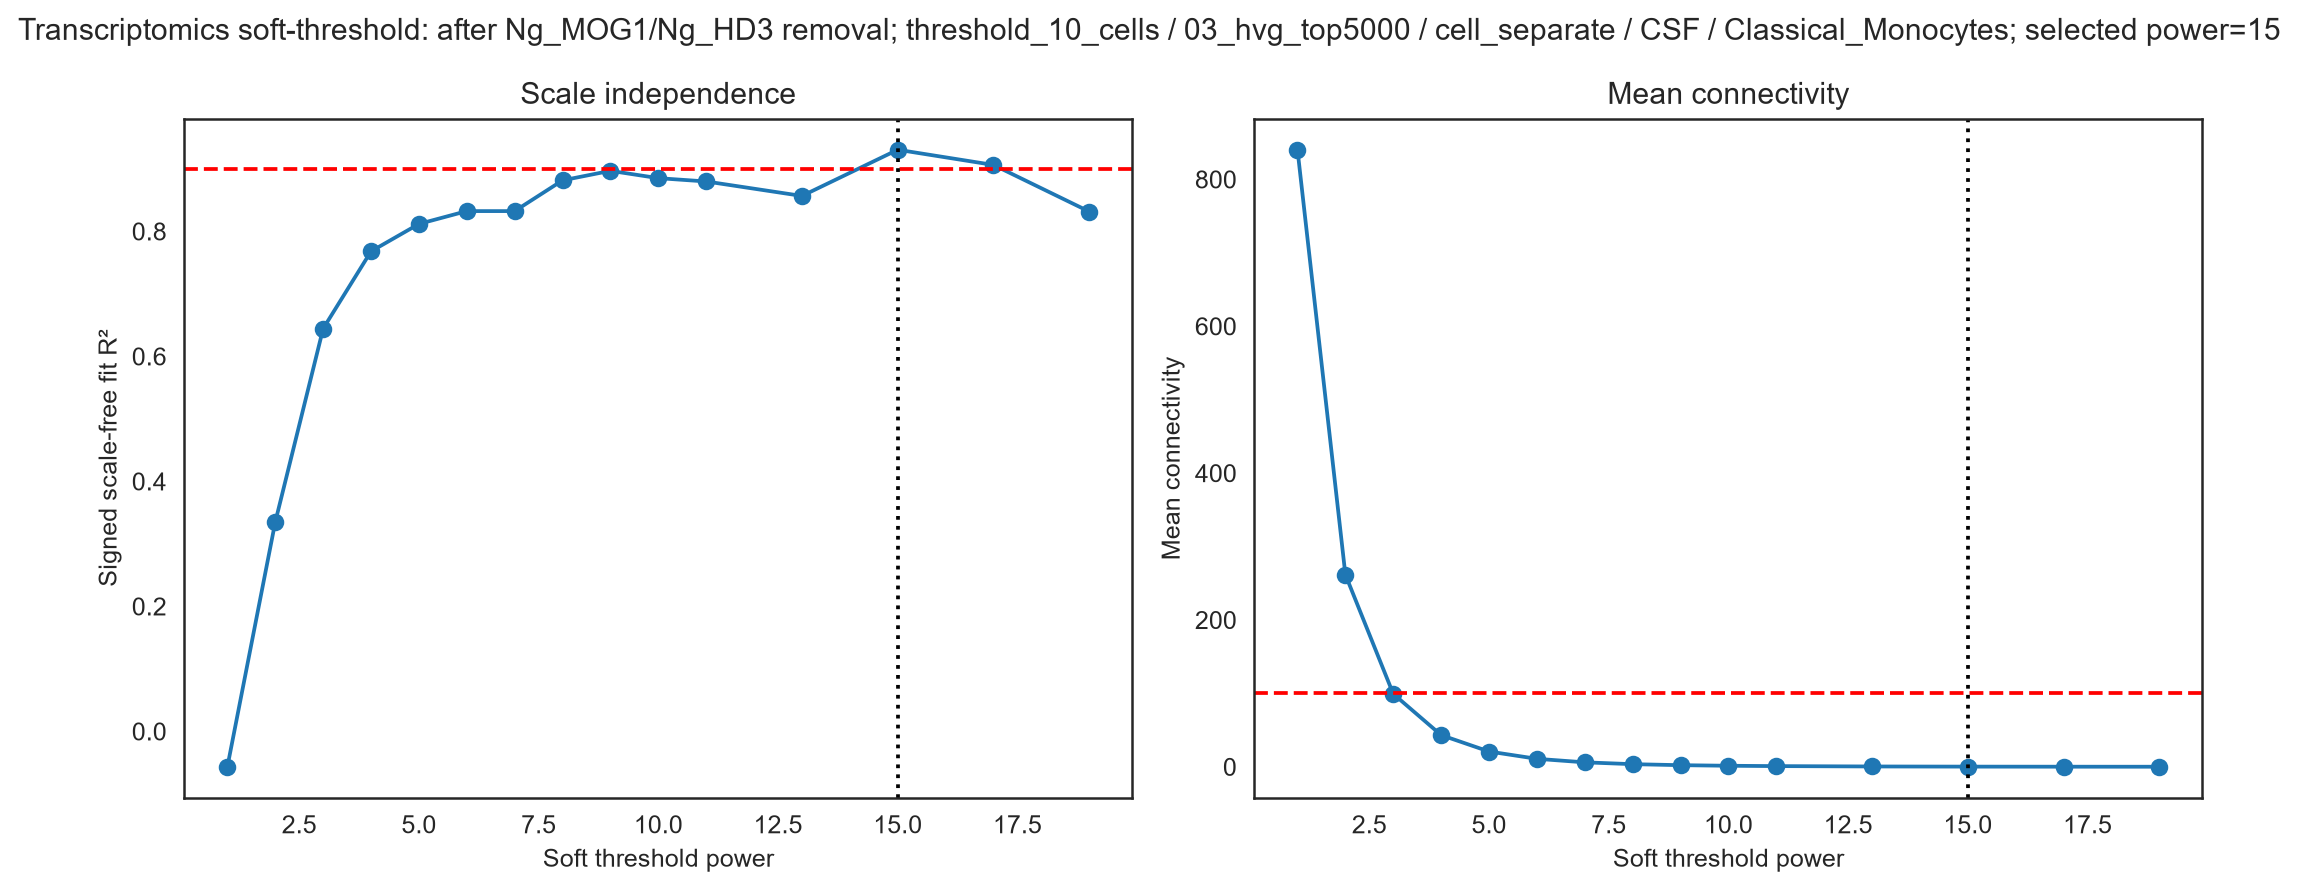 Transcriptomics soft-threshold: after Ng_MOG1/Ng_HD3 removal; threshold_10_cells / 03_hvg_top5000 / cell_separate / CSF / Classical_Monocytes; selected power=15
Scale independence
Signed scale-free fit R²
0.8
0.6
0.4
0.2
0.0
2.5 5.0 7.5 10.0 12.5 15.0 17.5
Soft threshold power
Mean connectivity
Mean connectivity
800
600
400
200
0
2.5 5.0 7.5 10.0 12.5 15.0 17.5
Soft threshold power